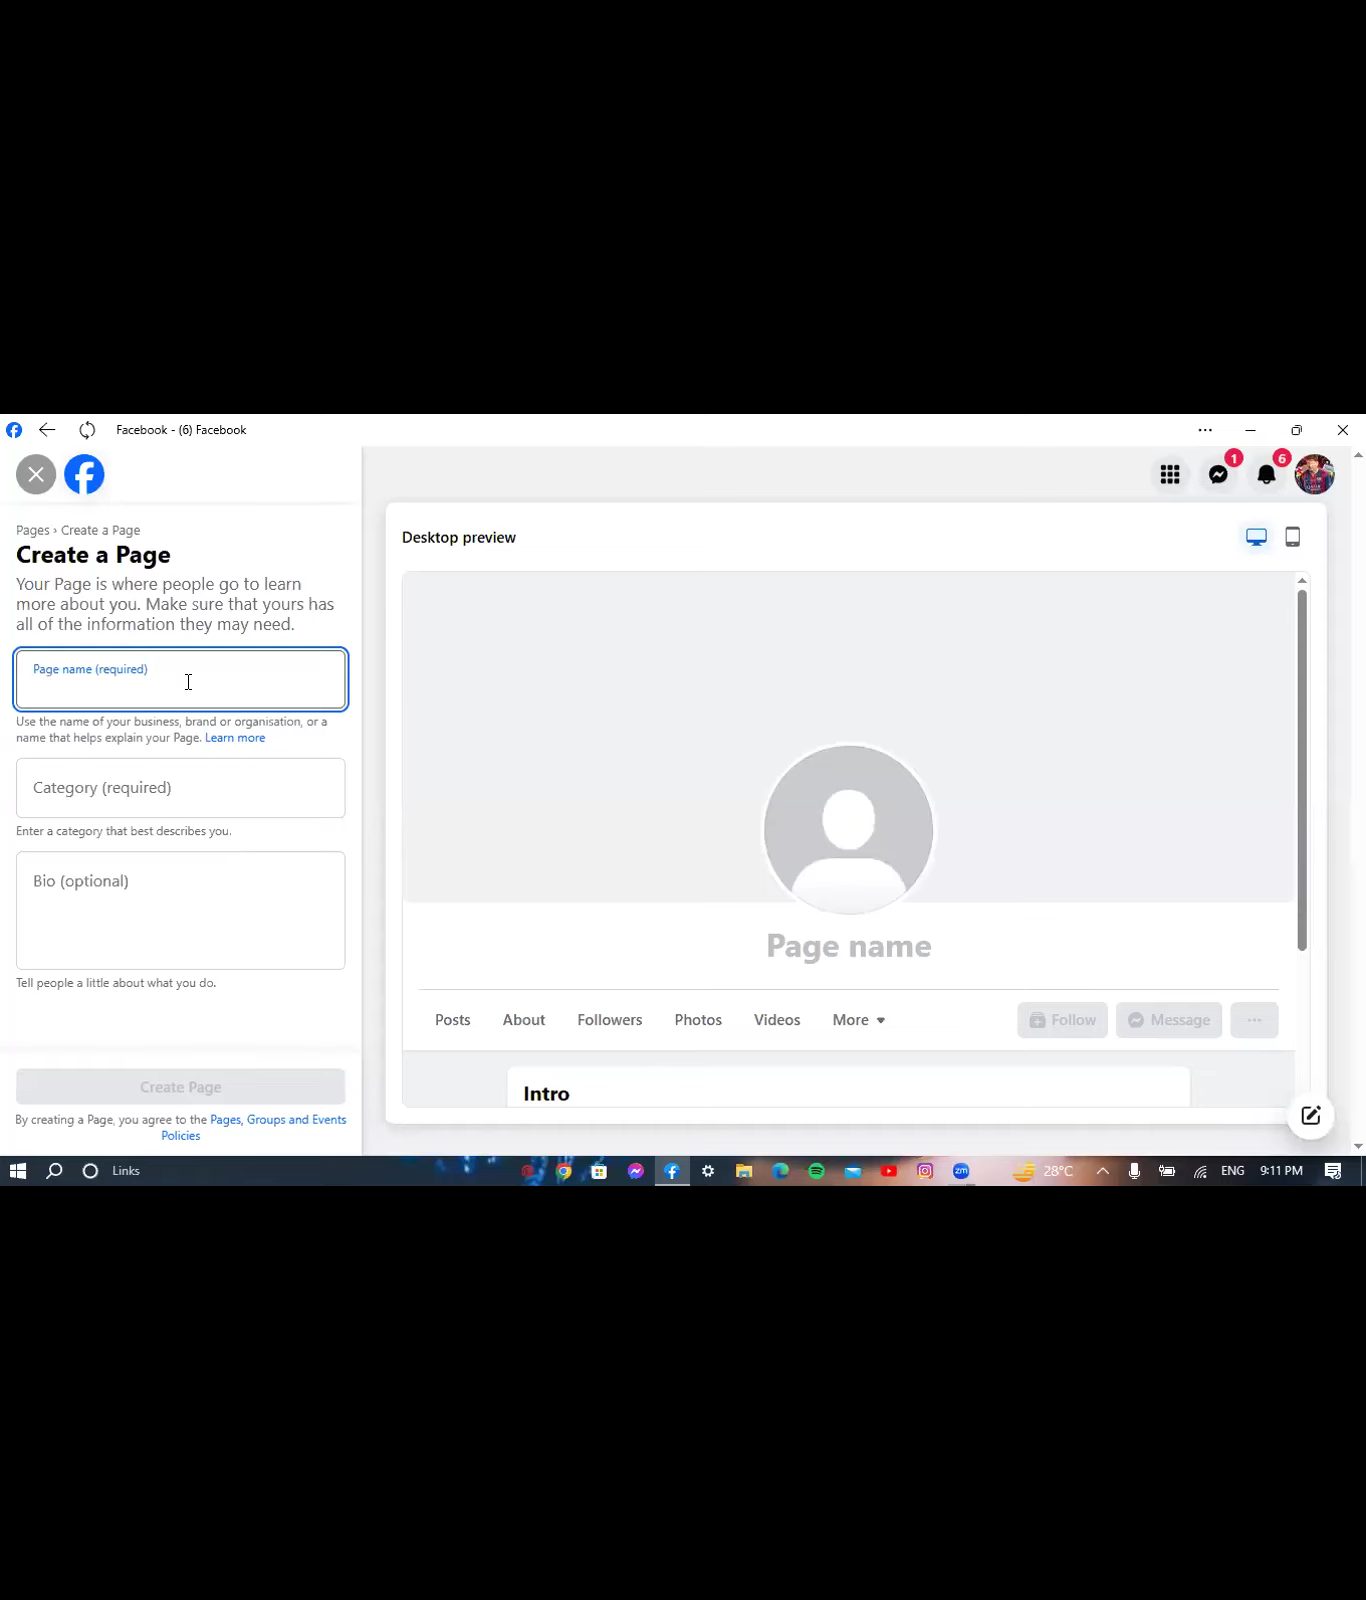 Facebook - (6) Facebook
1
6
Pages › Create a Page
Create a Page
Your Page is where people go to learn
more about you. Make sure that yours has
all of the information they may need.
Page name (required)
Use the name of your business, brand or organisation, or a
name that helps explain your Page. Learn more
Category (required)
Enter a category that best describes you.
Bio (optional)
Tell people a little about what you do.
Create Page
By creating a Page, you agree to the Pages, Groups and Events
Policies
Desktop preview
Page name
Posts About Followers Photos Videos More
Follow Message
Intro
Links
zm
28°C ENG 9:11 PM